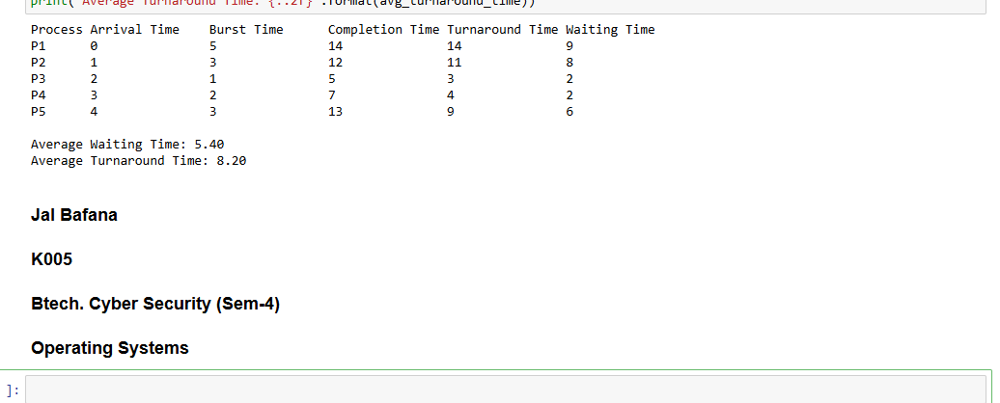 print("Average Turnaround Time: {:.2f}".format(avg_turnaround_time))
Process Arrival Time    Burst Time      Completion Time Turnaround Time Waiting Time
P1      0               5               14              14              9
P2      1               3               12              11              8
P3      2               1               5               3               2
P4      3               2               7               4               2
P5      4               3               13              9               6
Average Waiting Time: 5.40
Average Turnaround Time: 8.20
Jal Bafana
K005
Btech. Cyber Security (Sem-4)
Operating Systems
]: